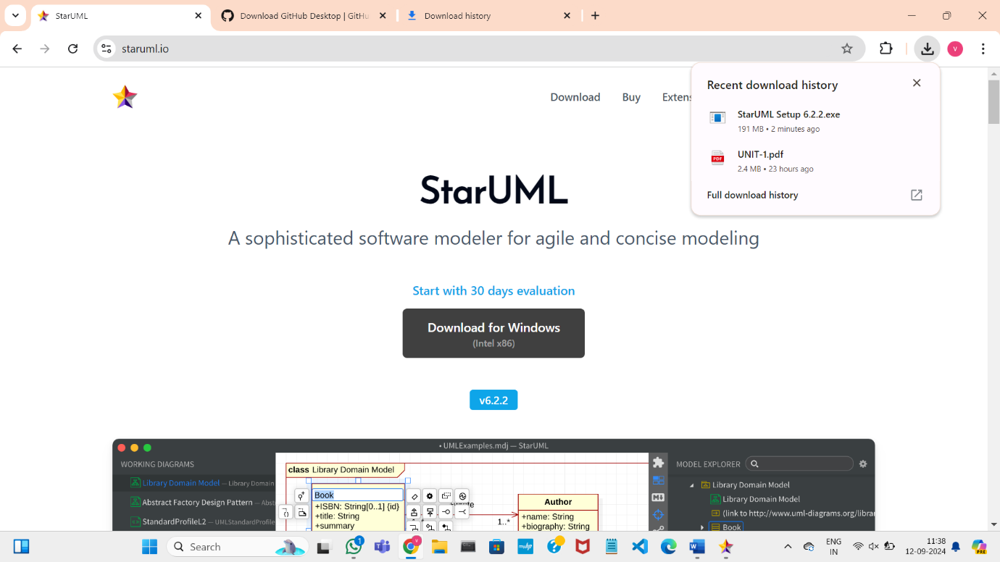 StarUML
Download GitHub Desktop | GitHu
Download history
staruml.io
V
Download
Buy
Extens
Recent download history
StarUML Setup 6.2.2.exe
191 MB • 2 minutes ago
UNIT-1.pdf
2.4 MB • 23 hours ago
Full download history
StarUML
A sophisticated software modeler for agile and concise modeling
Start with 30 days evaluation
Download for Windows
(Intel x86)
v6.2.2
• UMLExamples.mdj — StarUML
WORKING DIAGRAMS
Library Domain Model — Library Domain
Abstract Factory Design Pattern — Abst
StandardProfileL2 — UMLStandardProfile
class Library Domain Model
Book
+ISBN: String[0..1] {id}
+title: String
+summary
1..*
Author
+name: String
+biography: String
MODEL EXPLORER
Library Domain Model
Library Domain Model
(link to http://www.uml-diagrams.org/librar
Book
Search
1
ENG
IN
11:38
12-09-2024
PRE